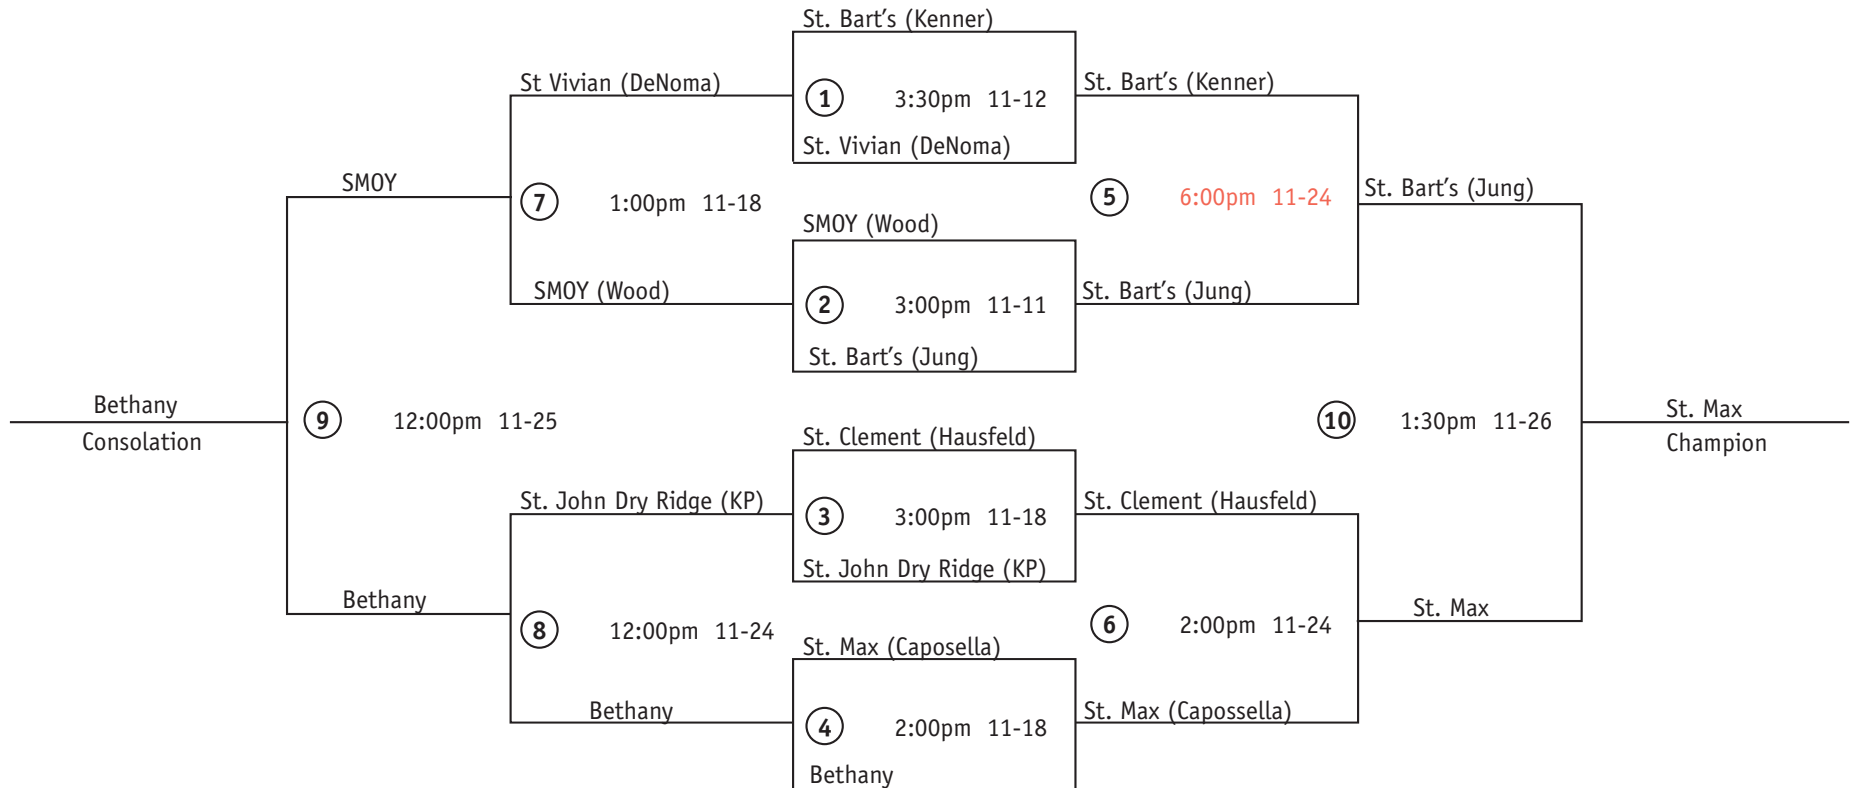 St. Bart's (Kenner)
St Vivian (DeNoma)
1 3:30pm 11-12
St. Bart's (Kenner)
St. Vivian (DeNoma)
SMOY
7 1:00pm 11-18
5 6:00pm 11-24
St. Bart's (Jung)
SMOY (Wood)
SMOY (Wood)
2 3:00pm 11-11
St. Bart's (Jung)
St. Bart's (Jung)
Bethany
Consolation
9 12:00pm 11-25
10 1:30pm 11-26
St. Max
Champion
St. Clement (Hausfeld)
St. John Dry Ridge (KP)
3 3:00pm 11-18
St. Clement (Hausfeld)
St. John Dry Ridge (KP)
Bethany
8 12:00pm 11-24
6 2:00pm 11-24
St. Max
St. Max (Caposella)
Bethany
4 2:00pm 11-18
St. Max (Capossella)
Bethany